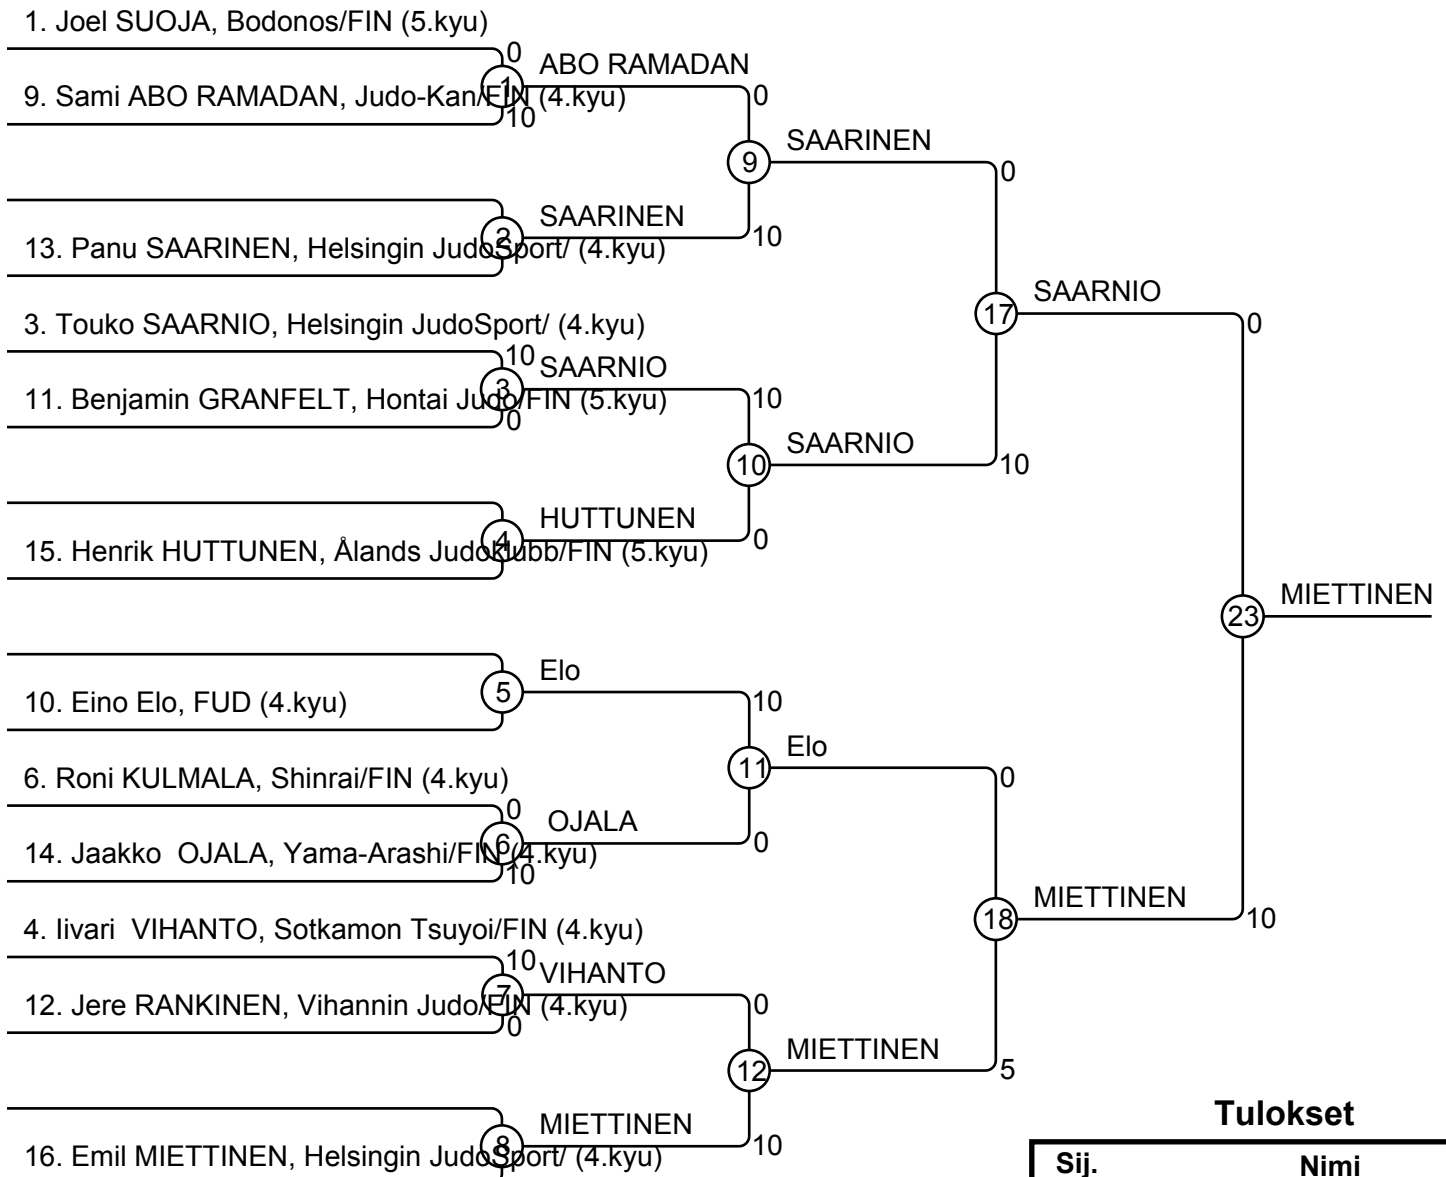 1. Joel SUOJA, Bodonos/FIN (5.kyu)
0
ABO RAMADAN
1
9. Sami ABO RAMADAN, Judo-Kan/FIN (4.kyu)
10
0
SAARINEN
9
0
SAARINEN
2
10
13. Panu SAARINEN, Helsingin JudoSport/ (4.kyu)
SAARNIO
17
0
3. Touko SAARNIO, Helsingin JudoSport/ (4.kyu)
10
SAARNIO
3
11. Benjamin GRANFELT, Hontai Judo/FIN (5.kyu)
0
10
SAARNIO
10
10
HUTTUNEN
4
0
15. Henrik HUTTUNEN, Ålands Judoklubb/FIN (5.kyu)
MIETTINEN
23
Elo
5
10
10. Eino Elo, FUD (4.kyu)
Elo
11
0
6. Roni KULMALA, Shinrai/FIN (4.kyu)
0
OJALA
6
0
14. Jaakko  OJALA, Yama-Arashi/FIN (4.kyu)
10
MIETTINEN
18
10
4. Iivari  VIHANTO, Sotkamon Tsuyoi/FIN (4.kyu)
10
VIHANTO
7
0
12. Jere RANKINEN, Vihannin Judo/FIN (4.kyu)
0
MIETTINEN
12
5
MIETTINEN
8
10
16. Emil MIETTINEN, Helsingin JudoSport/ (4.kyu)
Tulokset
Sij. Nimi